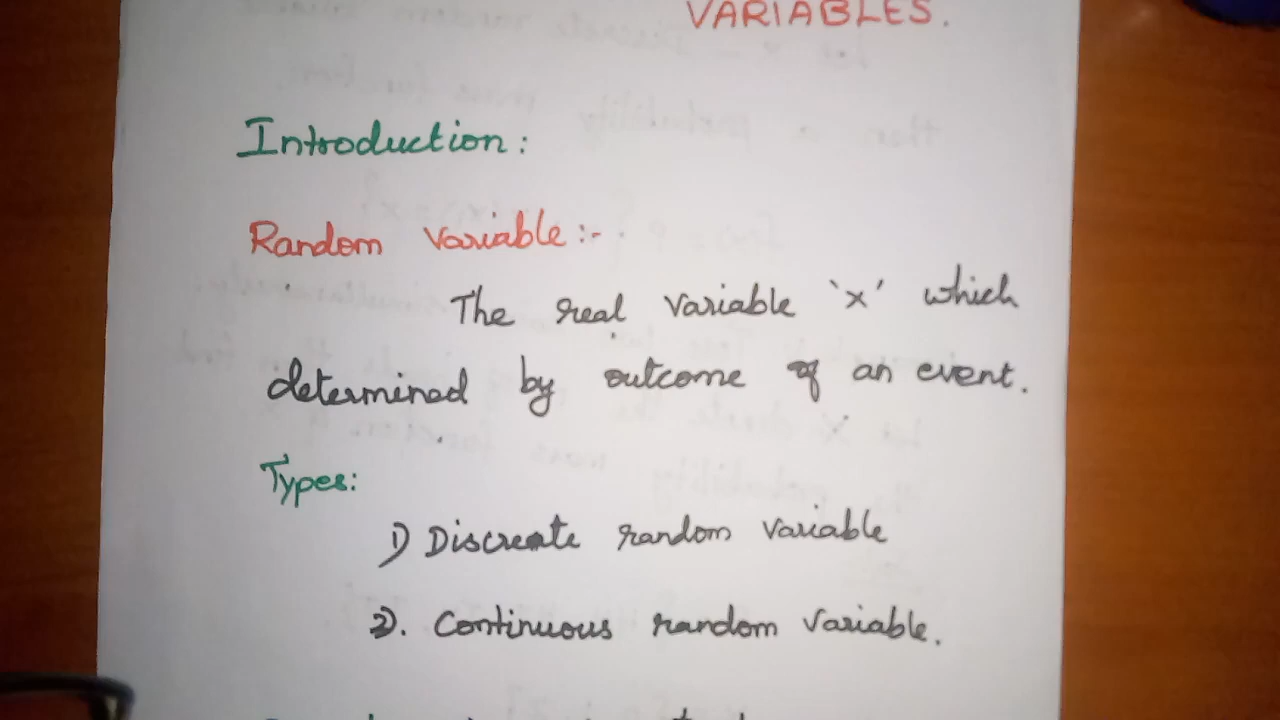 VARIABLES.
Introduction:
Random Variable:-
The real variable 'x' which
determined by outcome of an event.
Types:
1) Discreate random variable
2. Continuous random variable.